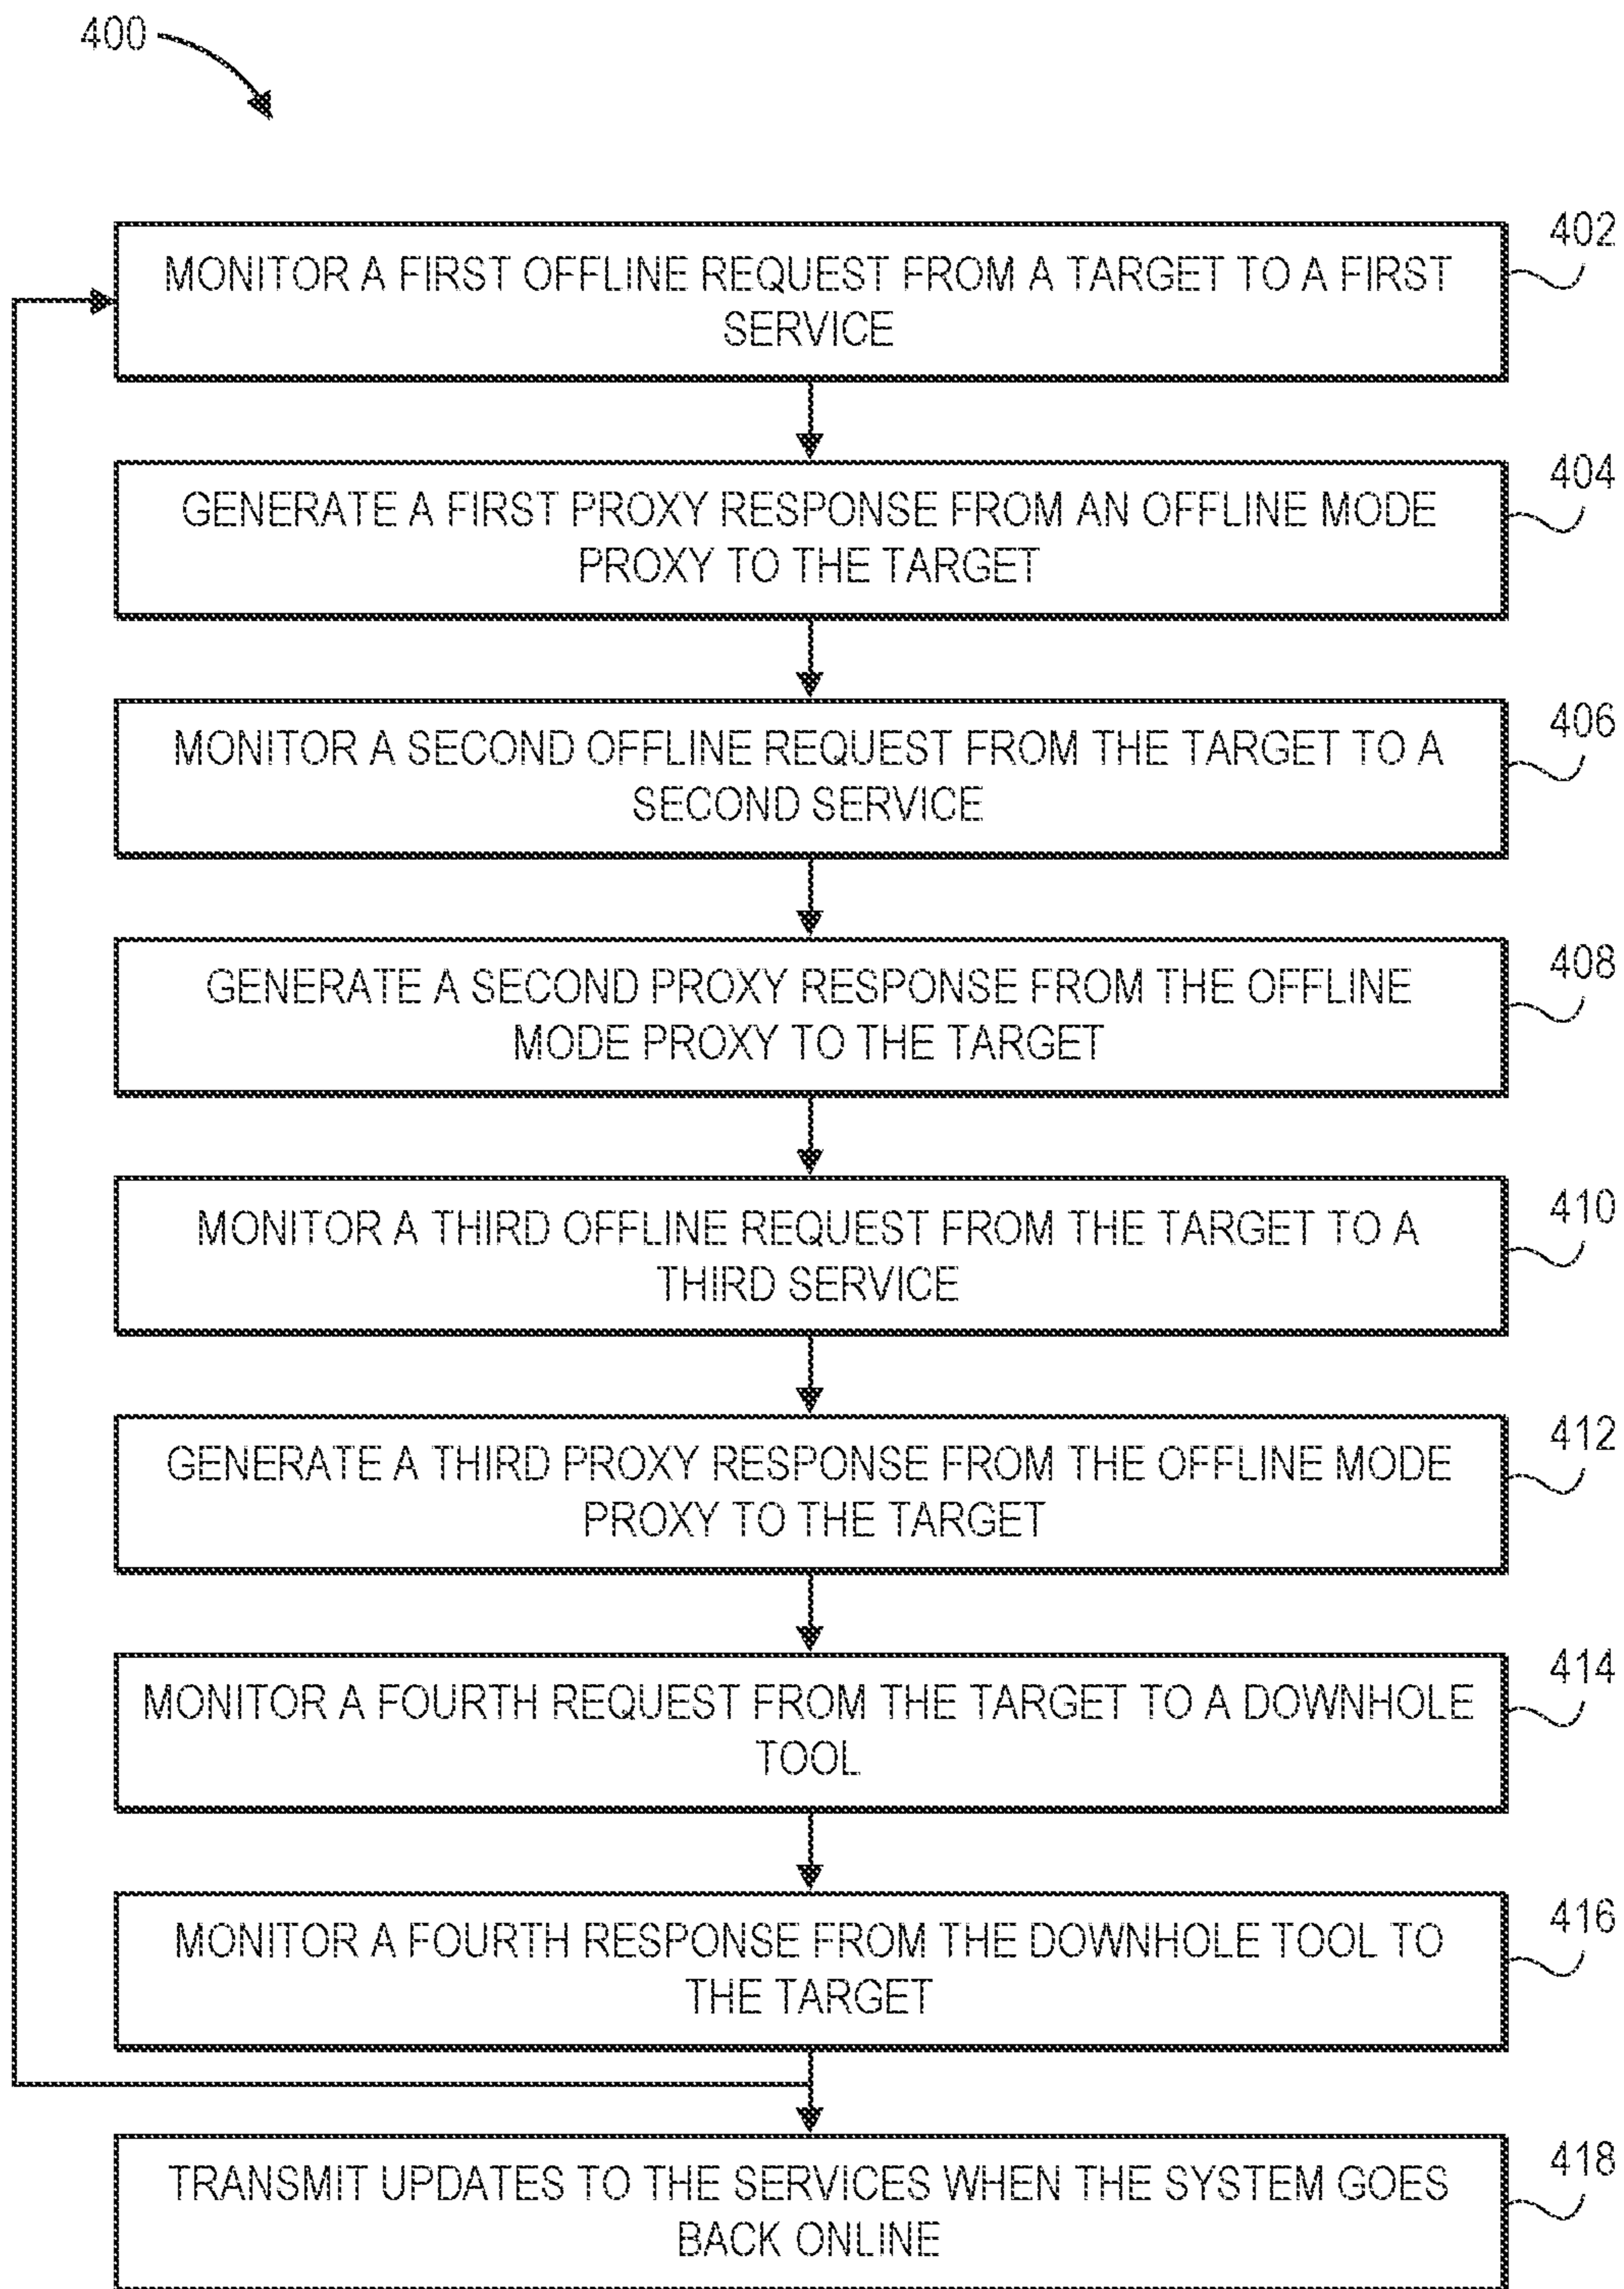 400
402
MONITOR A FIRST OFFLINE REQUEST FROM A TARGET TO A FIRST
SERVICE
404
GENERATE A FIRST PROXY RESPONSE FROM AN OFFLINE MODE
PROXY TO THE TARGET
406
MONITOR A SECOND OFFLINE REQUEST FROM THE TARGET TO A
SECOND SERVICE
408
GENERATE A SECOND PROXY RESPONSE FROM THE OFFLINE
MODE PROXY TO THE TARGET
410
MONITOR A THIRD OFFLINE REQUEST FROM THE TARGET TO A
THIRD SERVICE
412
GENERATE A THIRD PROXY RESPONSE FROM THE OFFLINE MODE
PROXY TO THE TARGET
414
MONITOR A FOURTH REQUEST FROM THE TARGET TO A DOWNHOLE
TOOL
416
MONITOR A FOURTH RESPONSE FROM THE DOWNHOLE TOOL TO
THE TARGET
418
TRANSMIT UPDATES TO THE SERVICES WHEN THE SYSTEM GOES
BACK ONLINE